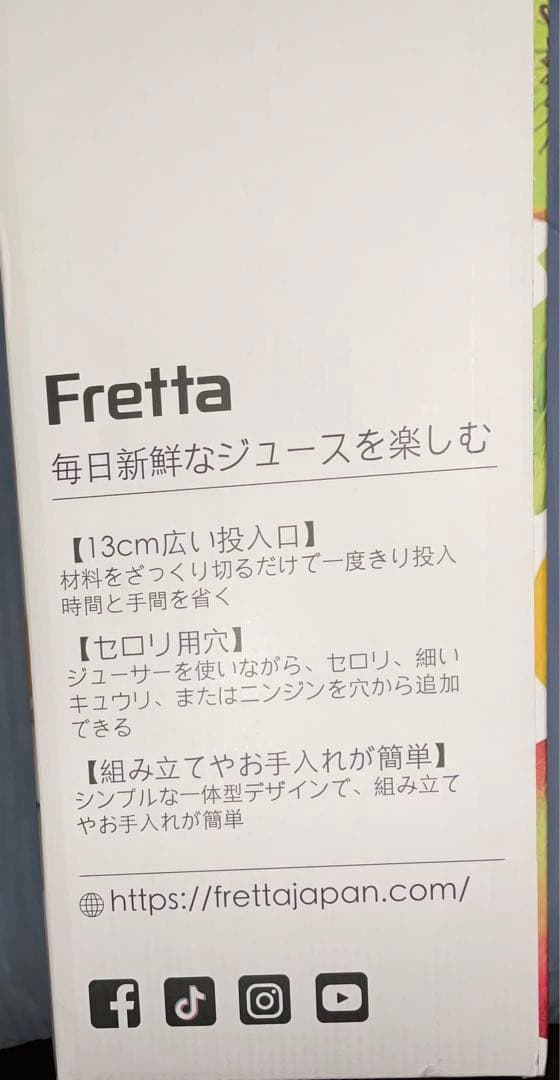 Fretta
毎日新鮮なジュースを楽しむ
【13cm広い投入口】
材料をざっくり切るだけで一度きり投入
時間と手間を省く
【セロリ用穴】
ジューサーを使いながら、セロリ、細い
キュウリ、またはニンジンを穴から追加
できる
【組み立てやお手入れが簡単】
シンプルな一体型デザインで、組み立て
やお手入れが簡単
https://frettajapan.com/